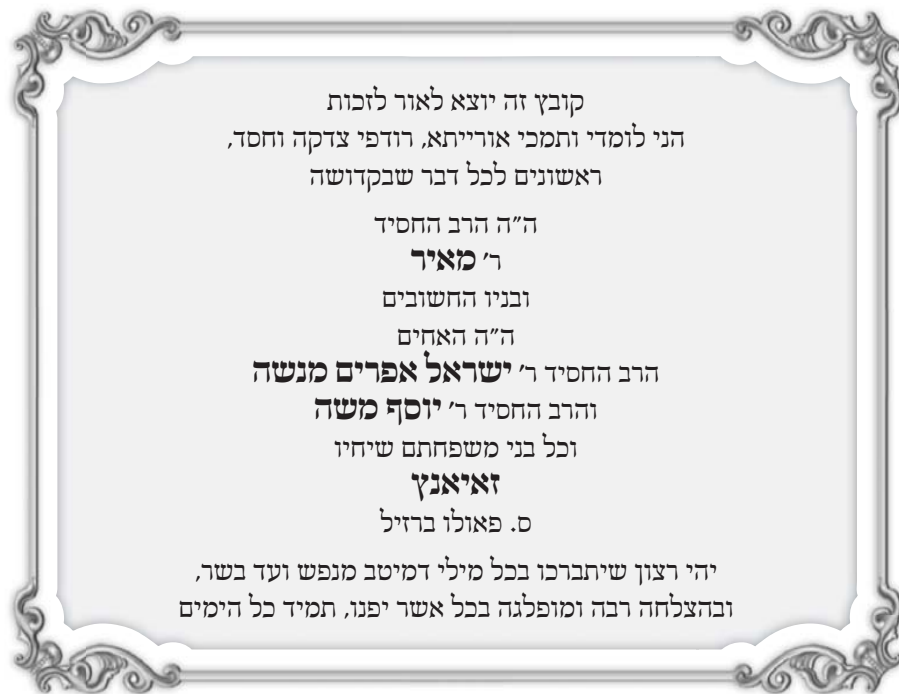 קובץ זה יוצא לאור לזכות
הני לומדי ותמכי אורייתא, רודפי צדקה וחסד,
ראשונים לכל דבר שבקדושה
ה״ה הרב החסיד
ר׳ מאיר
ובניו החשובים
ה״ה האחים
הרב החסיד ר׳ ישראל אפרים מנשה
והרב החסיד ר׳ יוסף משה
וכל בני משפחתם שיחיו
זאיאנץ
ס. פאולו ברזיל
יהי רצון שיתברכו בכל מילי דמיטב מנפש ועד בשר,
ובהצלחה רבה ומופלגה בכל אשר יפנו, תמיד כל הימים